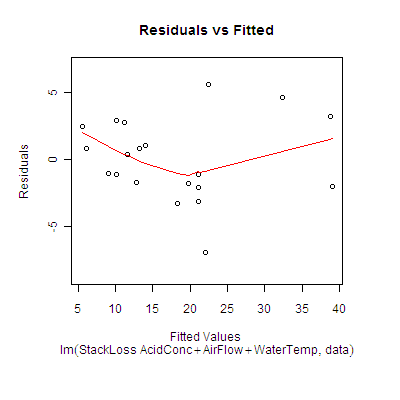 Residuals vs Fitted
Residuals
5
0
-5
5 10 15 20 25 30 35 40
Fitted Values
lm(StackLoss AcidConc+AirFlow+WaterTemp, data)